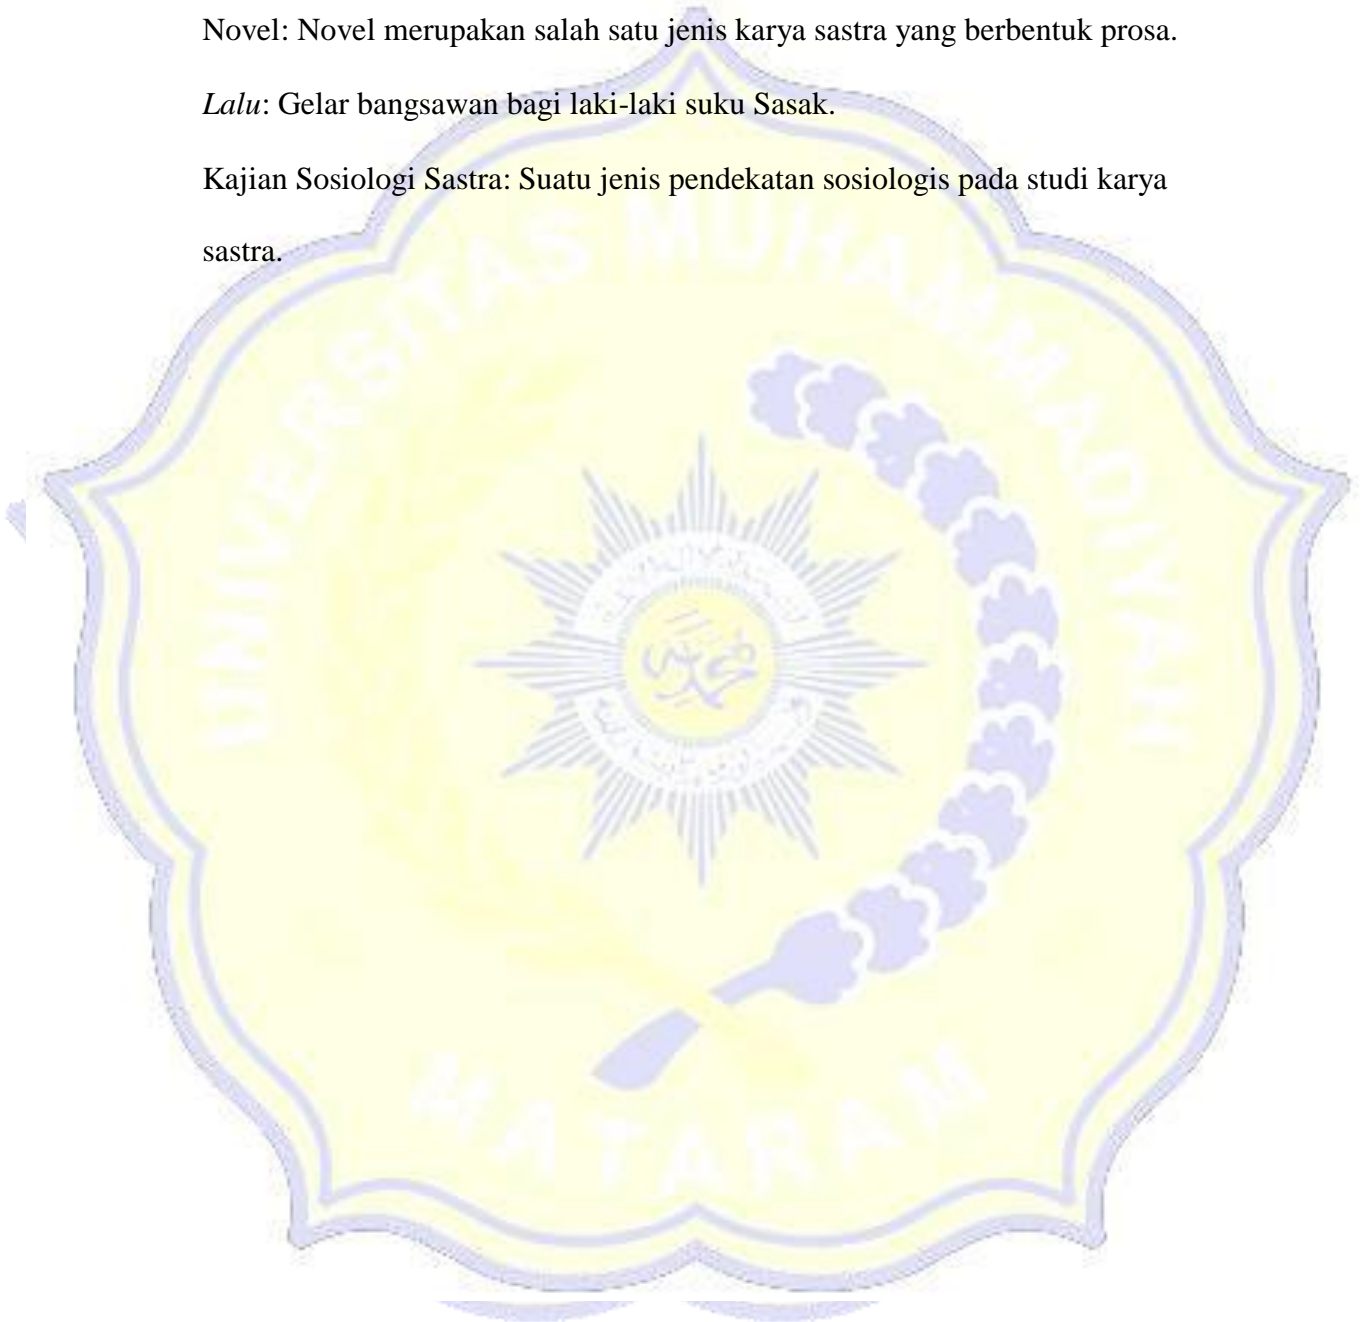 Novel: Novel merupakan salah satu jenis karya sastra yang berbentuk prosa.
Lalu: Gelar bangsawan bagi laki-laki suku Sasak.
Kajian Sosiologi Sastra: Suatu jenis pendekatan sosiologis pada studi karya
sastra.
UNIVERSITAS MUHAMMADIYAH
MATARAM